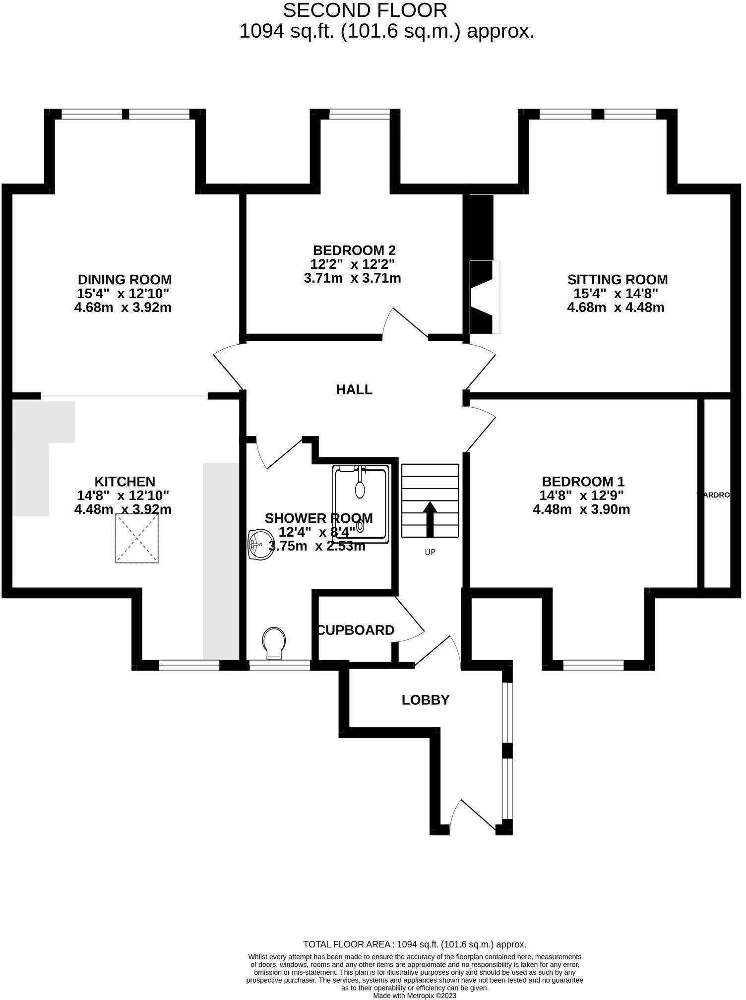 SECOND FLOOR
1094 sq.ft. (101.6 sq.m.) approx.
BEDROOM 2
12'2" x 12'2"
3.71m x 3.71m
DINING ROOM
15'4" x 12'10"
4.68m x 3.92m
SITTING ROOM
15'4" x 14'8"
4.68m x 4.48m
HALL
KITCHEN
14'8" x 12'10"
4.48m x 3.92m
BEDROOM 1
14'8" x 12'9"
4.48m x 3.90m
WARDRO
SHOWER ROOM
12'4" x 8'4"
3.75m x 2.53m
UP
CUPBOARD
LOBBY
TOTAL FLOOR AREA : 1094 sq.ft. (101.6 sq.m.) approx.
Whilst every attempt has been made to ensure the accuracy of the floorplan contained here, measurements
of doors, windows, rooms and any other items are approximate and no responsibility is taken for any error,
omission or mis-statement. This plan is for illustrative purposes only and should be used as such by any
prospective purchaser. The services, systems and appliances shown have not been tested and no guarantee
as to their operability or efficiency can be given.
Made with Metropix ©2023